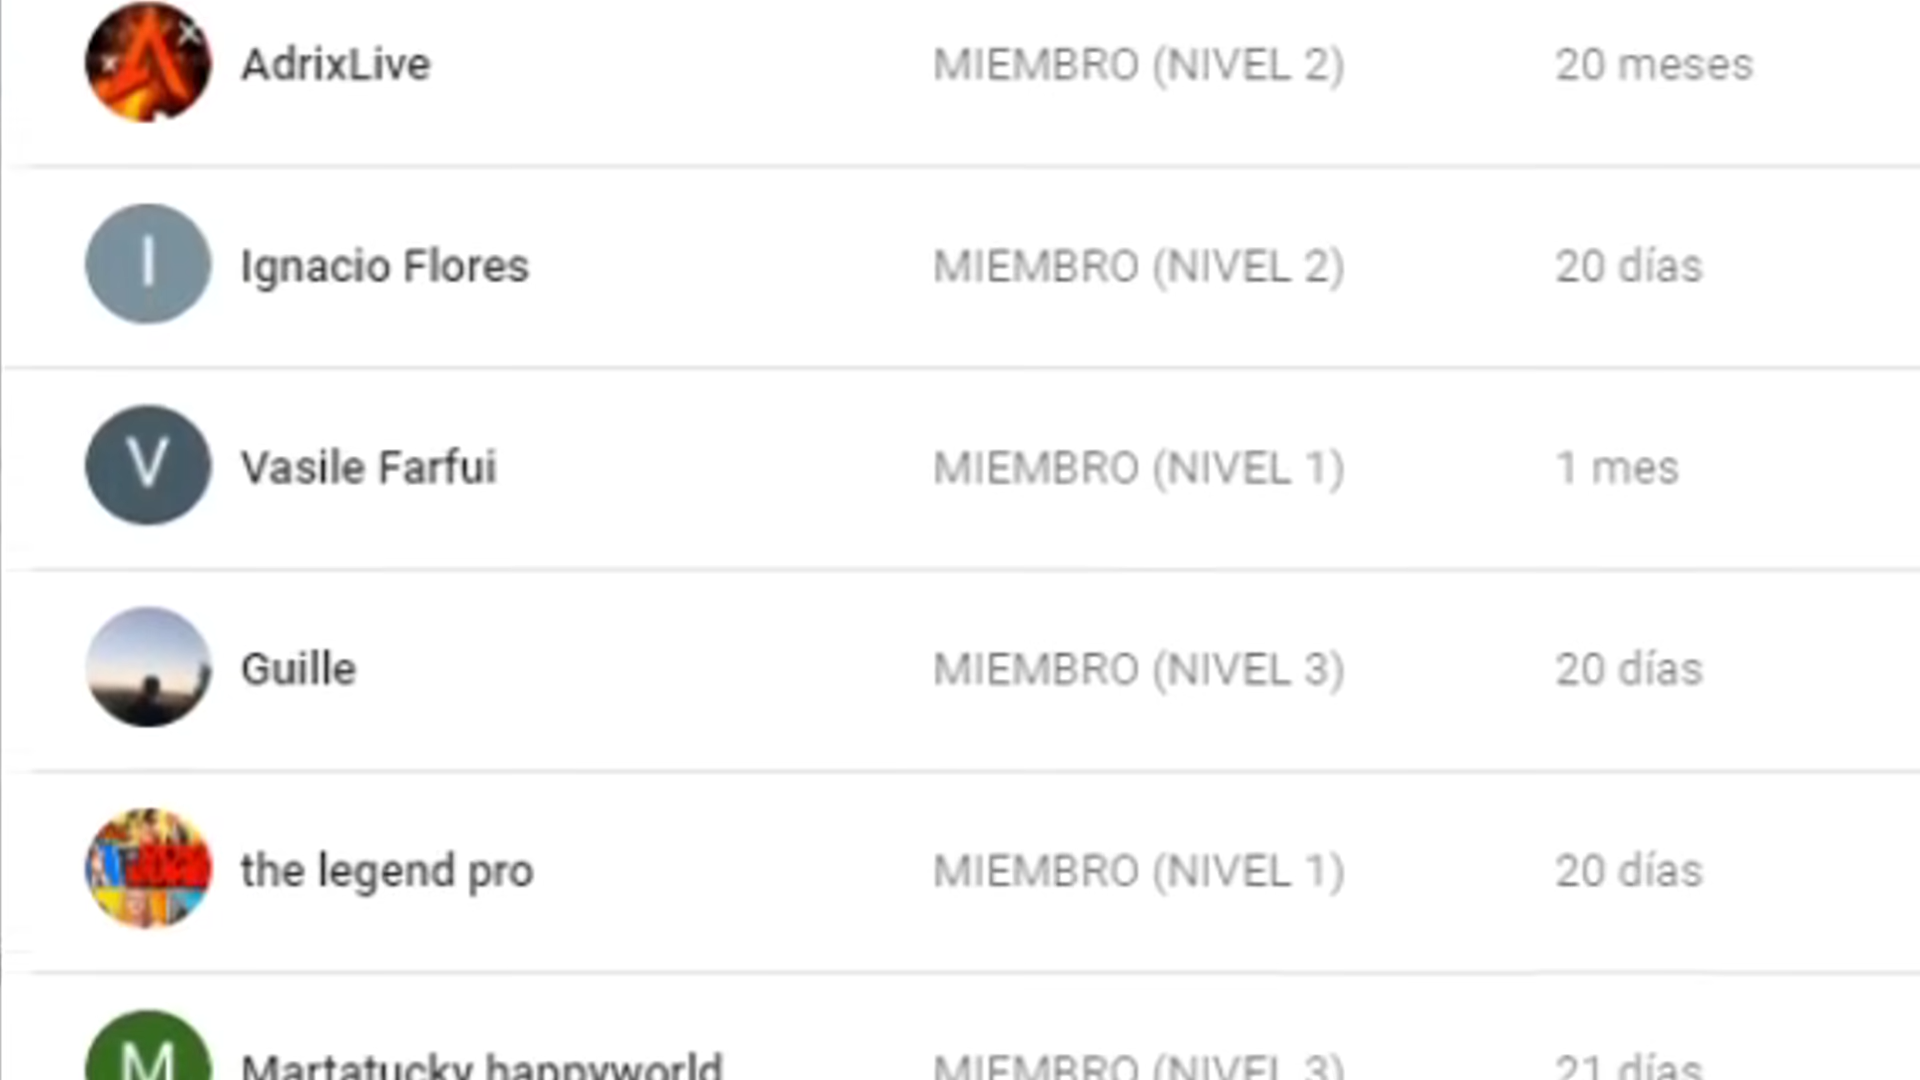 AdrixLive MIEMBRO (NIVEL 2) 20 meses
I Ignacio Flores MIEMBRO (NIVEL 2) 20 días
V Vasile Farfui MIEMBRO (NIVEL 1) 1 mes
Guille MIEMBRO (NIVEL 3) 20 días
the legend pro MIEMBRO (NIVEL 1) 20 días
M Martatucky happyworld MIEMBRO (NIVEL 3) 21 días